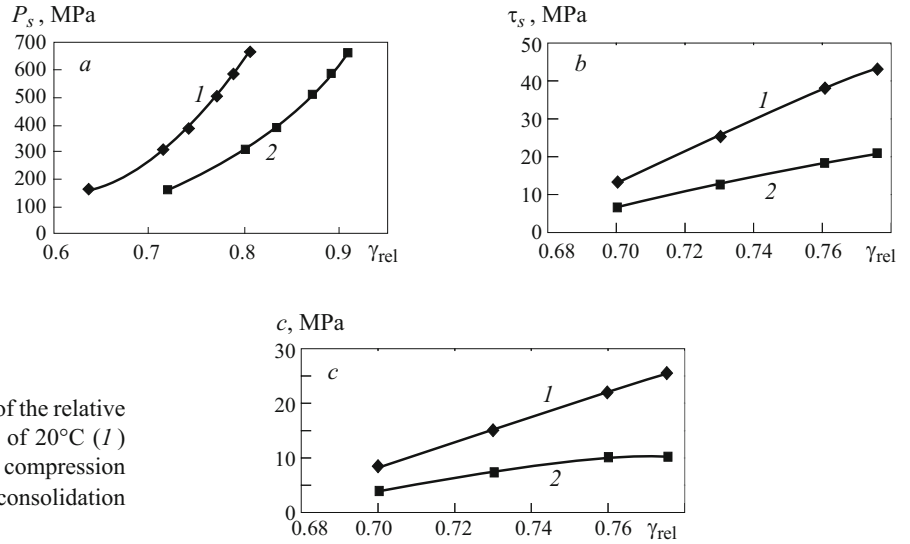 P_s, MPa
700
600
500
400
300
200
100
0
0.6 0.7 0.8 0.9 γ_rel
a
1
2
τ_s, MPa
50
40
30
20
10
0
0.68 0.70 0.72 0.74 0.76 γ_rel
b
1
2
c, MPa
30
20
10
0
0.68 0.70 0.72 0.74 0.76 γ_rel
c
1
2
of the relative
of 20°C (1)
compression
consolidation